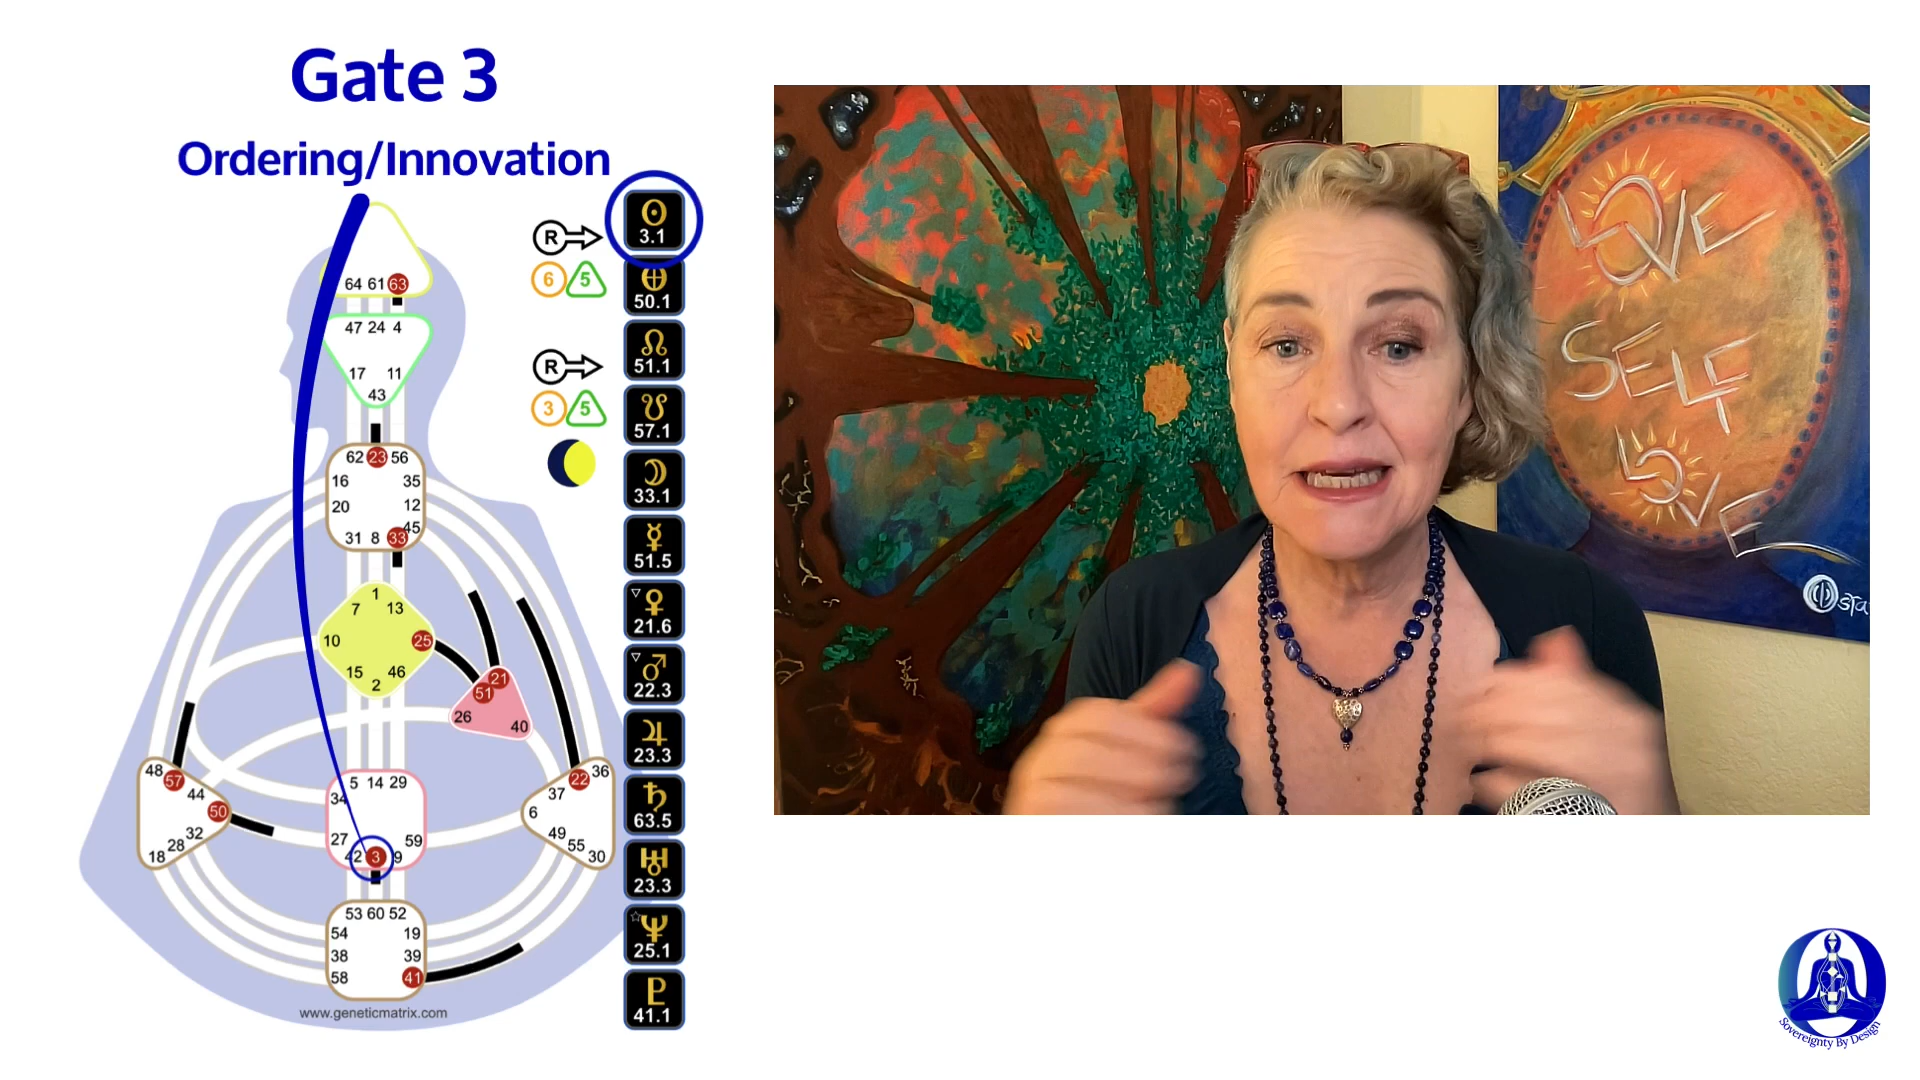 Gate 3
Ordering/Innovation
R
6 5
R
3 5
3.1
50.1
51.1
57.1
33.1
51.5
21.6
22.3
23.3
63.5
23.3
25.1
41.1
64 61 63
47 24 4
17 11
43
62 23 56
16 35
20 12
45
31 8 33
1
7 13
10 25
15 46
2
21
51
26 40
48
57
44
50
32
28
18
5 14 29
34
27 59
42 3 9
36
22
37
6
49
55
30
53 60 52
54 19
38 39
58 41
www.geneticmatrix.com
LOVE
SELF
LOVE
Sovereignty By Design